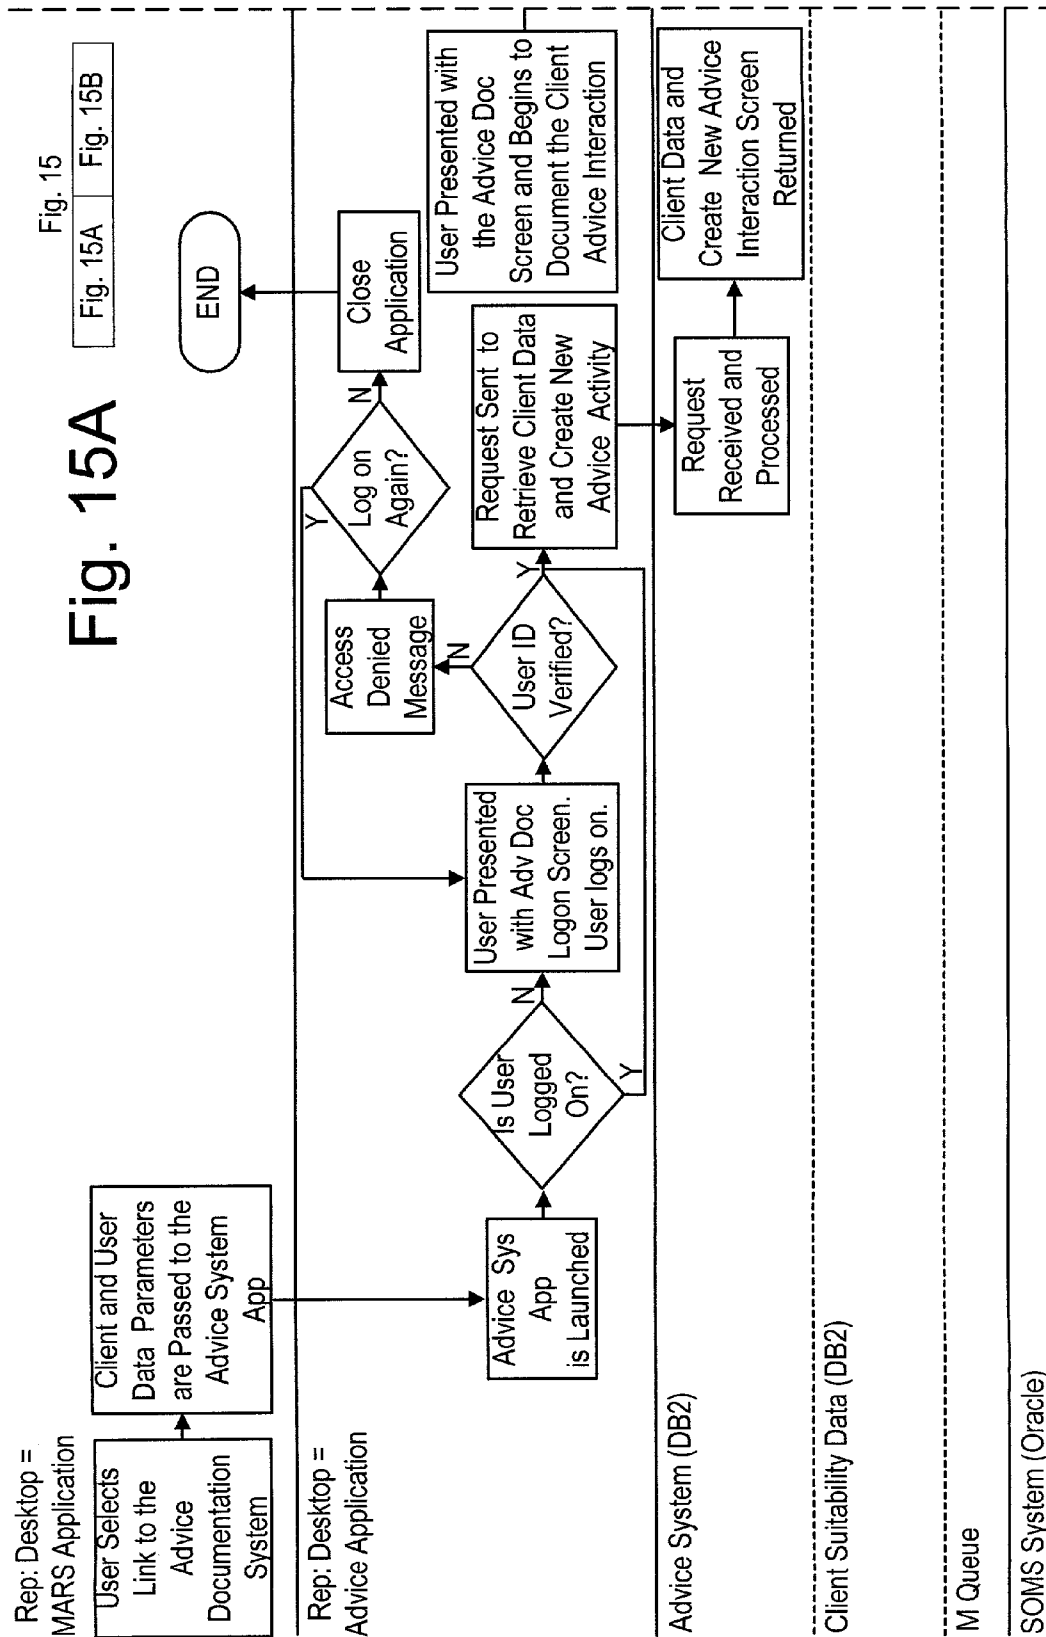 Fig. 15
Fig. 15A
Fig. 15B
Fig. 15A
Rep: Desktop =
MARS Application
User Selects
Link to the
Advice
Documentation
System
Client and User
Data Parameters
are Passed to the
Advice System
App
END
Rep: Desktop =
Advice Application
Advice Sys
App
is Launched
Is User
Logged
On?
N
Y
User Presented
with Adv Doc
Logon Screen.
User logs on.
User ID
Verified?
N
Y
Access
Denied
Message
Log on
Again?
Y
N
Close
Application
Request Sent to
Retrieve Client Data
and Create New
Advice Activity
User Presented with
the Advice Doc
Screen and Begins to
Document the Client
Advice Interaction
Advice System (DB2)
Request
Received and
Processed
Client Data and
Create New Advice
Interaction Screen
Returned
Client Suitability Data (DB2)
M Queue
SOMS System (Oracle)